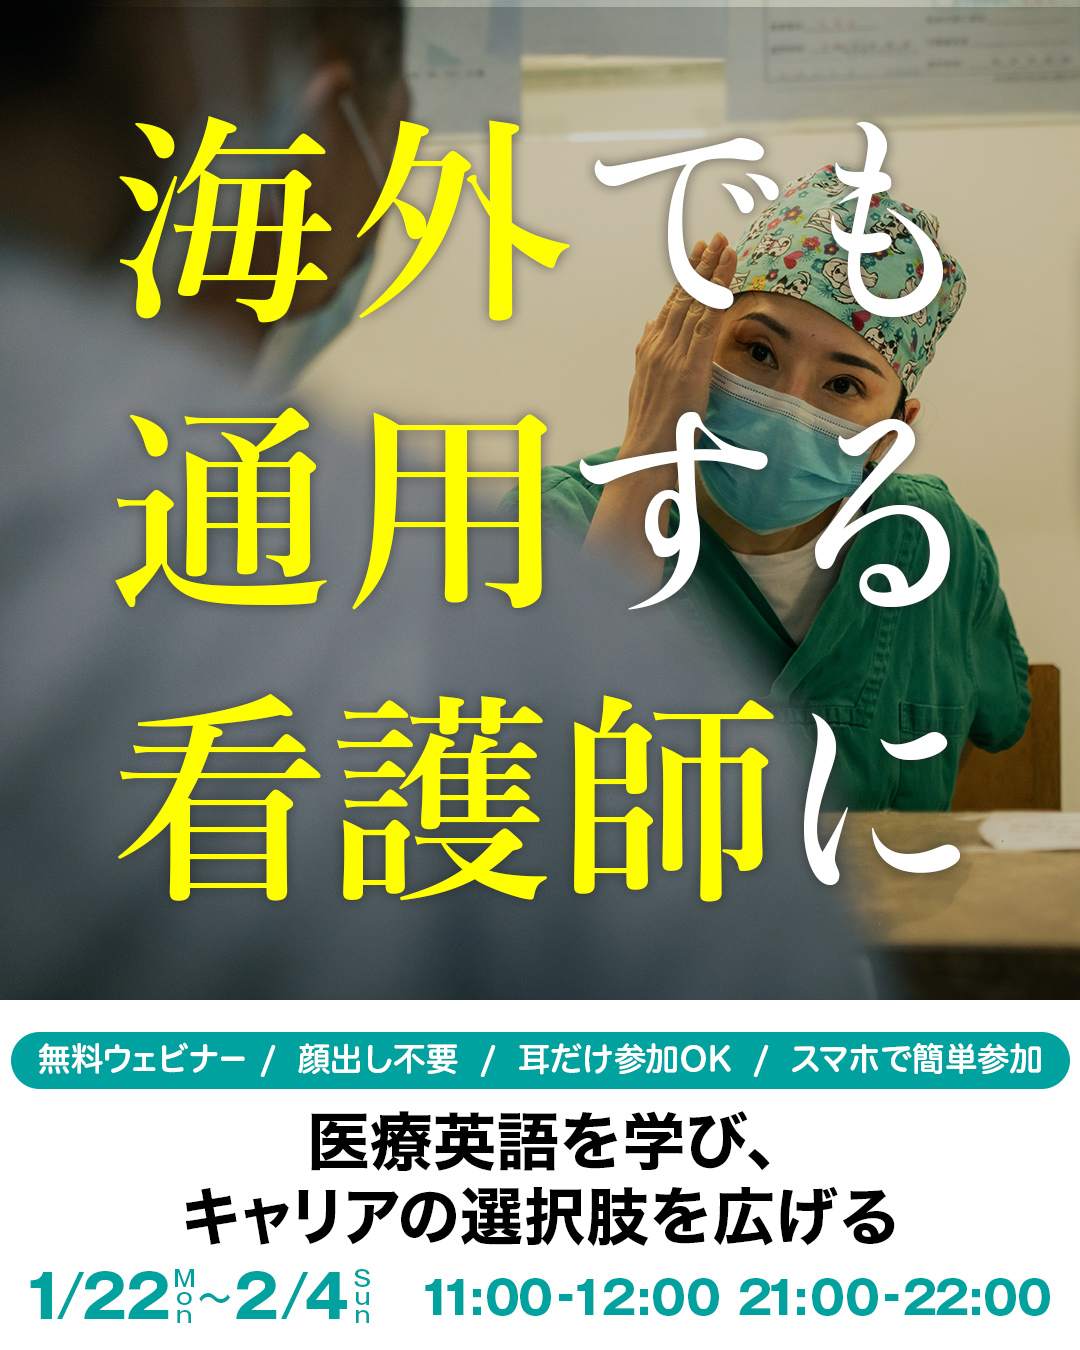 海外でも
通用する
看護師に
無料ウェビナー / 顔出し不要 / 耳だけ参加OK / スマホで簡単参加
医療英語を学び、
キャリアの選択肢を広げる
1/22 Mon ～ 2/4 Sun 11:00-12:00 21:00-22:00